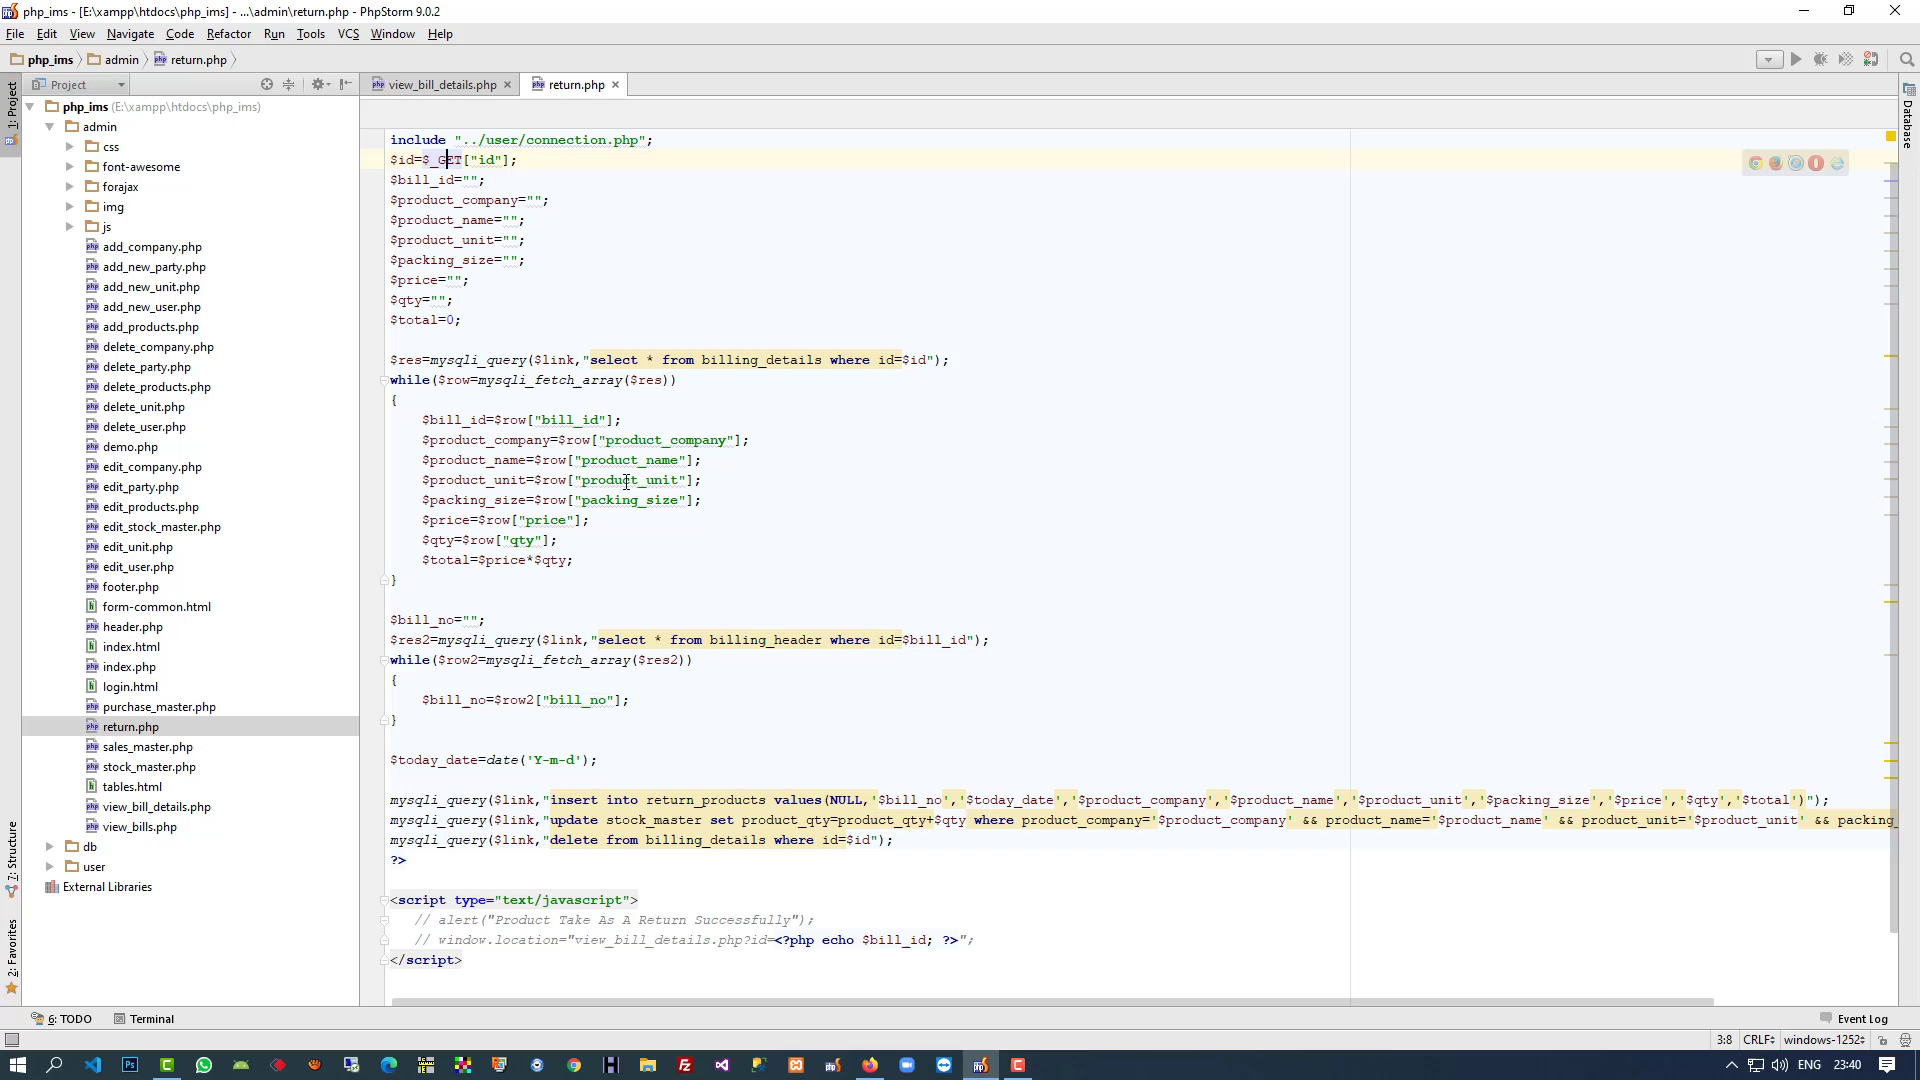 php_ims - [E:\xampp\htdocs\php_ims] - ...\admin\return.php - PhpStorm 9.0.2
File Edit View Navigate Code Refactor Run Tools VCS Window Help
php_ims admin return.php
Project view_bill_details.php return.php
1: Project
7: Structure
2: Favorites
Database
php_ims (E:\xampp\htdocs\php_ims)
admin
css
font-awesome
forajax
img
js
add_company.php
add_new_party.php
add_new_unit.php
add_new_user.php
add_products.php
delete_company.php
delete_party.php
delete_products.php
delete_unit.php
delete_user.php
demo.php
edit_company.php
edit_party.php
edit_products.php
edit_stock_master.php
edit_unit.php
edit_user.php
footer.php
form-common.html
header.php
index.html
index.php
login.html
purchase_master.php
return.php
sales_master.php
stock_master.php
tables.html
view_bill_details.php
view_bills.php
db
user
External Libraries
include "../user/connection.php";
$id=$_GET["id"];
$bill_id="";
$product_company="";
$product_name="";
$product_unit="";
$packing_size="";
$price="";
$qty="";
$total=0;
$res=mysqli_query($link,"select * from billing_details where id=$id");
while($row=mysqli_fetch_array($res))
{
$bill_id=$row["bill_id"];
$product_company=$row["product_company"];
$product_name=$row["product_name"];
$product_unit=$row["product_unit"];
$packing_size=$row["packing_size"];
$price=$row["price"];
$qty=$row["qty"];
$total=$price*$qty;
}
$bill_no="";
$res2=mysqli_query($link,"select * from billing_header where id=$bill_id");
while($row2=mysqli_fetch_array($res2))
{
$bill_no=$row2["bill_no"];
}
$today_date=date('Y-m-d');
mysqli_query($link,"insert into return_products values(NULL,'$bill_no','$today_date','$product_company','$product_name','$product_unit','$packing_size','$price','$qty','$total')");
mysqli_query($link,"update stock_master set product_qty=product_qty+$qty where product_company='$product_company' && product_name='$product_name' && product_unit='$product_unit' && packing_
mysqli_query($link,"delete from billing_details where id=$id");
?>
<script type="text/javascript">
// alert("Product Take As A Return Successfully");
// window.location="view_bill_details.php?id=<?php echo $bill_id; ?>";
</script>
6: TODO Terminal Event Log
3:8 CRLF windows-1252
ENG 23:40